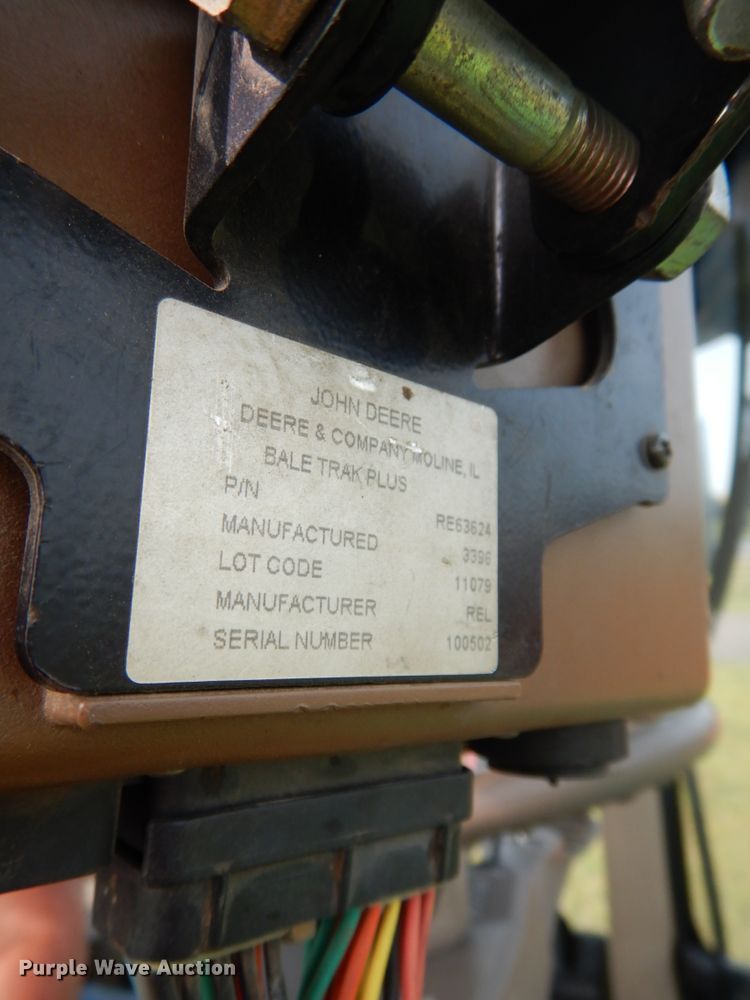 JOHN DEERE
DEERE & COMPANY MOLINE, IL
BALE TRAK PLUS
P/N RE63624
MANUFACTURED 3396
LOT CODE 11079
MANUFACTURER REL
SERIAL NUMBER 100502
Purple Wave Auction